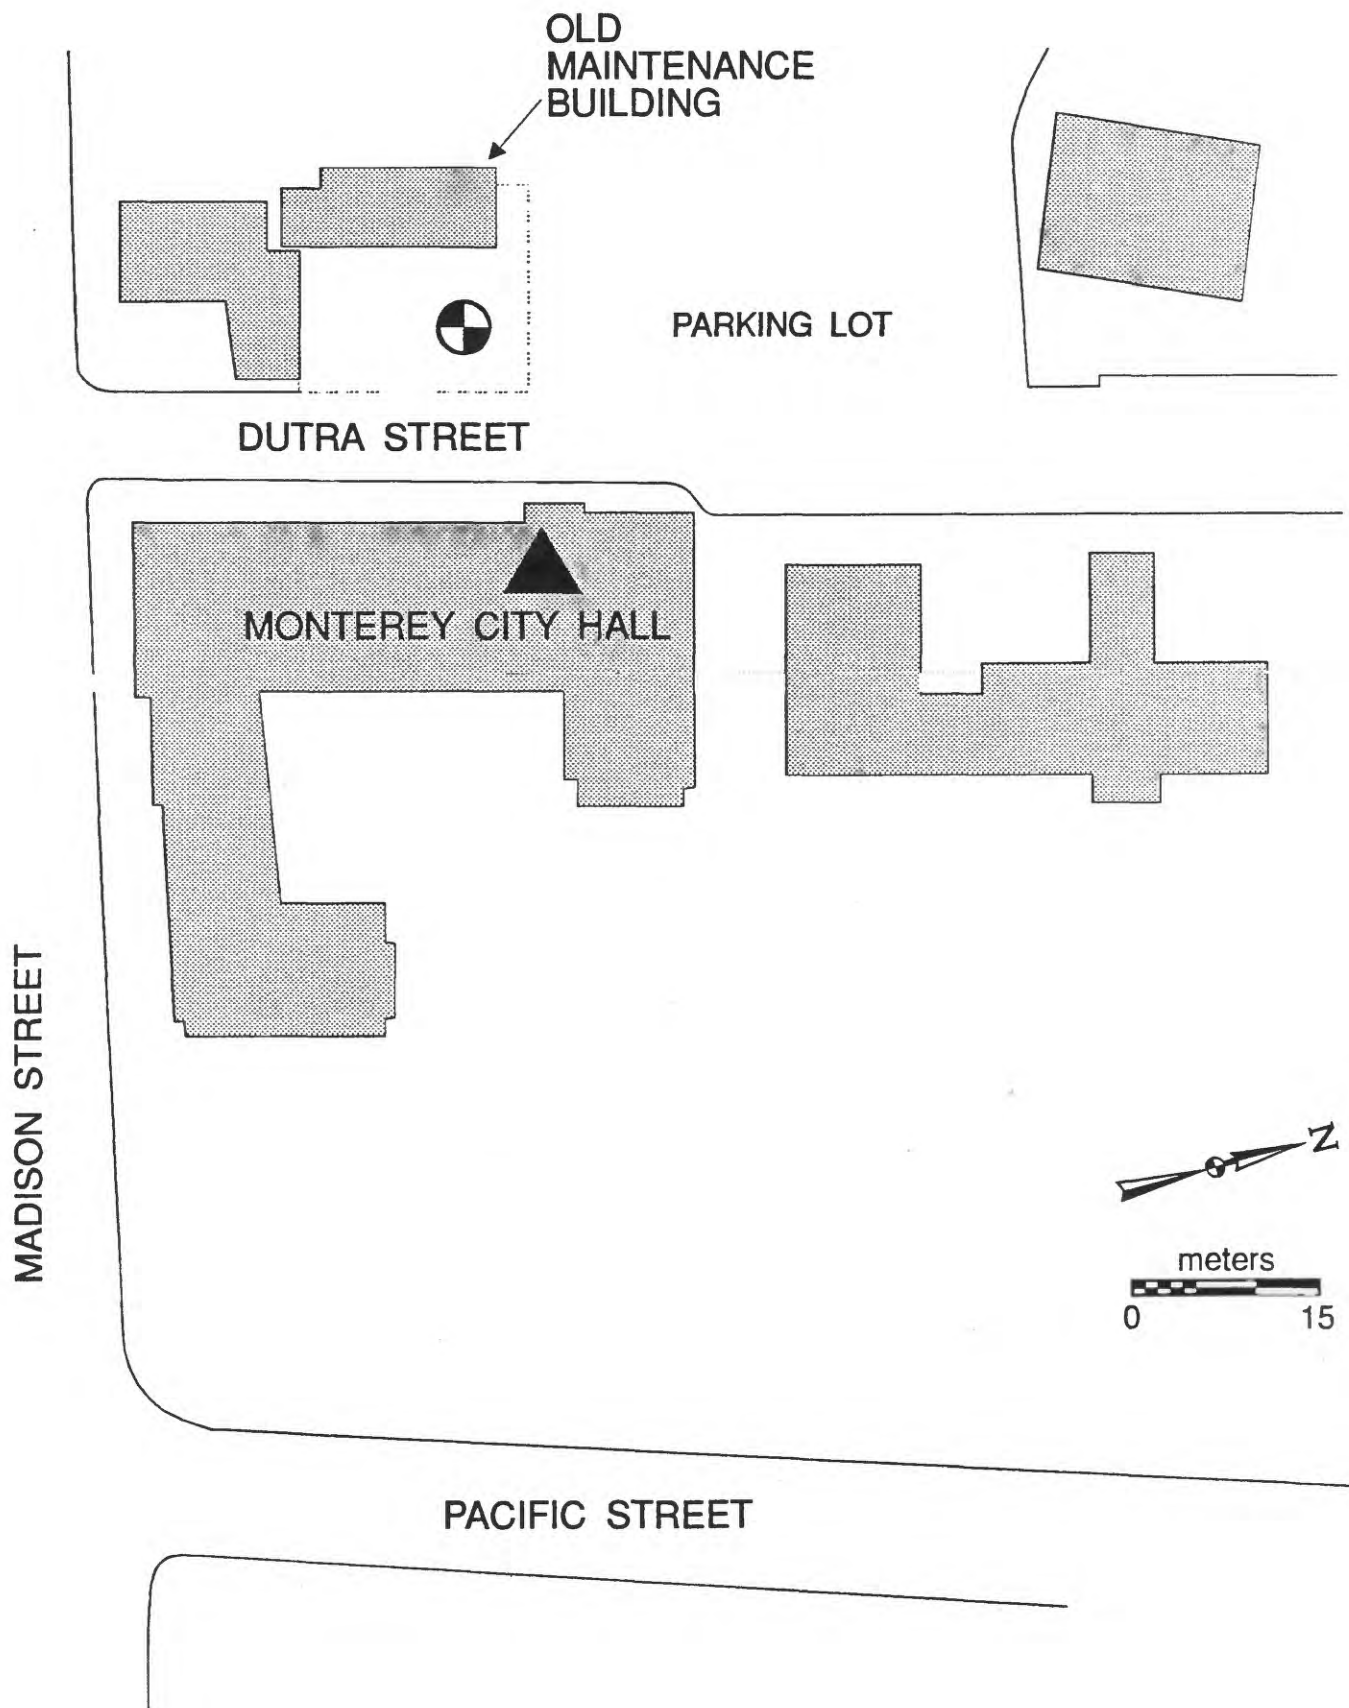 OLD
MAINTENANCE
BUILDING
PARKING LOT
DUTRA STREET
MONTEREY CITY HALL
MADISON STREET
N
meters
0 15
PACIFIC STREET